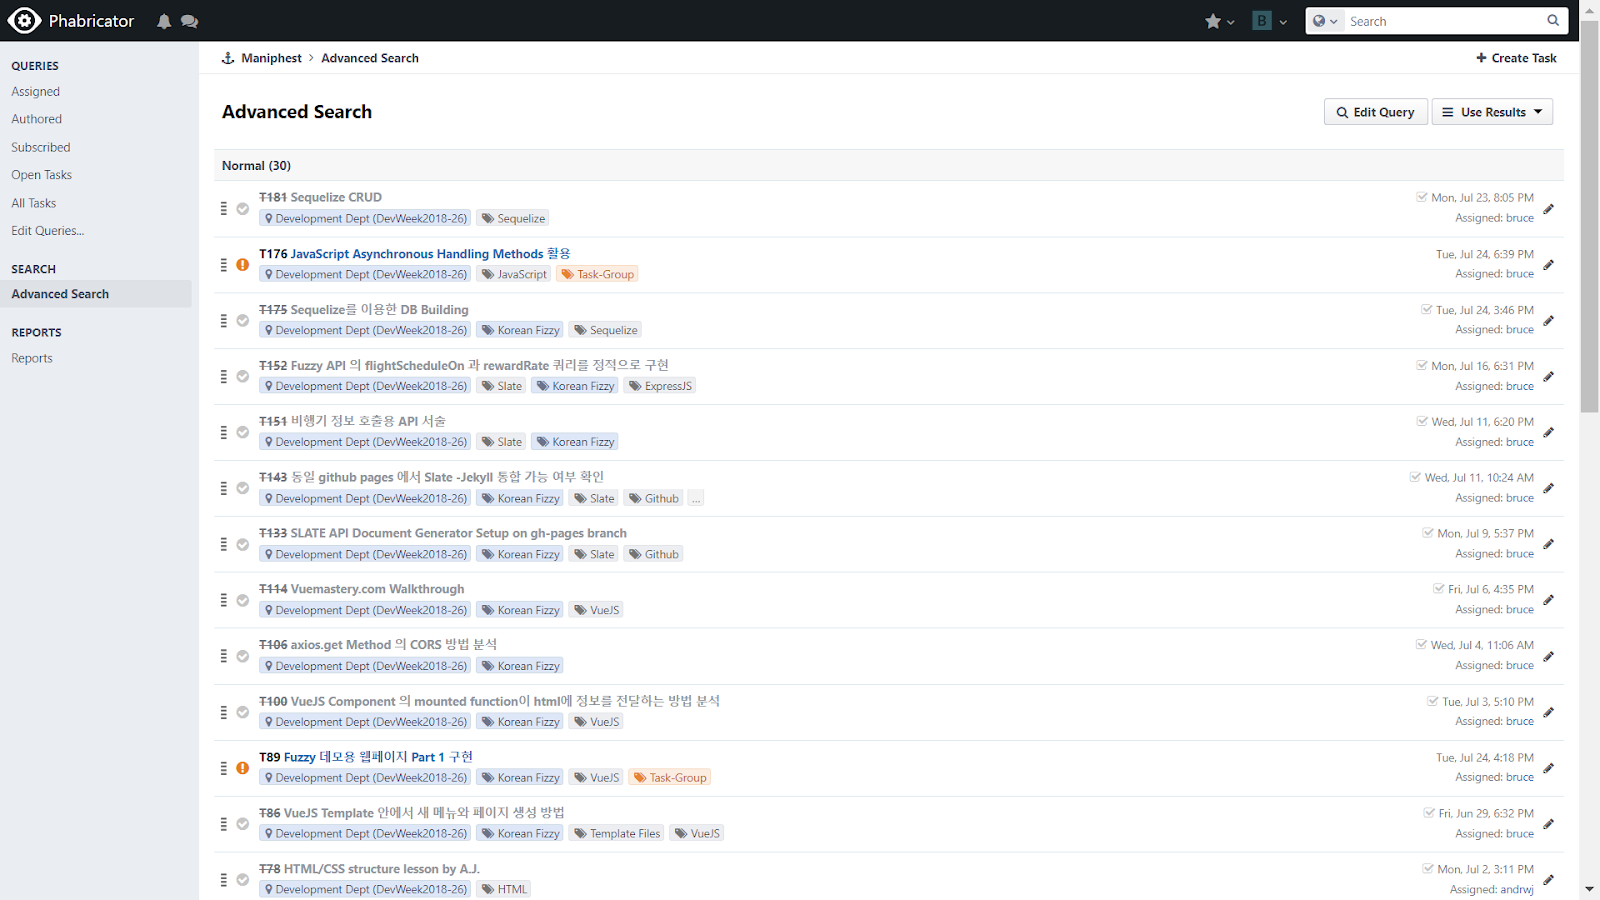 Phabricator
B
Search
QUERIES
Assigned
Authored
Subscribed
Open Tasks
All Tasks
Edit Queries...
SEARCH
Advanced Search
REPORTS
Reports
Maniphest > Advanced Search
Create Task
Advanced Search
Edit Query
Use Results
Normal (30)
T181 Sequelize CRUD
Mon, Jul 23, 8:05 PM
Development Dept (DevWeek2018-26) Sequelize
Assigned: bruce
T176 JavaScript Asynchronous Handling Methods 활용
Tue, Jul 24, 6:39 PM
Development Dept (DevWeek2018-26) JavaScript Task-Group
Assigned: bruce
T175 Sequelize를 이용한 DB Building
Tue, Jul 24, 3:46 PM
Development Dept (DevWeek2018-26) Korean Fizzy Sequelize
Assigned: bruce
T152 Fuzzy API 의 flightScheduleOn 과 rewardRate 쿼리를 정적으로 구현
Mon, Jul 16, 6:31 PM
Development Dept (DevWeek2018-26) Slate Korean Fizzy ExpressJS
Assigned: bruce
T151 비행기 정보 호출용 API 서술
Wed, Jul 11, 6:20 PM
Development Dept (DevWeek2018-26) Slate Korean Fizzy
Assigned: bruce
T143 동일 github pages 에서 Slate -Jekyll 통합 가능 여부 확인
Wed, Jul 11, 10:24 AM
Development Dept (DevWeek2018-26) Korean Fizzy Slate Github ...
Assigned: bruce
T133 SLATE API Document Generator Setup on gh-pages branch
Mon, Jul 9, 5:37 PM
Development Dept (DevWeek2018-26) Korean Fizzy Slate Github
Assigned: bruce
T114 Vuemastery.com Walkthrough
Fri, Jul 6, 4:35 PM
Development Dept (DevWeek2018-26) Korean Fizzy VueJS
Assigned: bruce
T106 axios.get Method 의 CORS 방법 분석
Wed, Jul 4, 11:06 AM
Development Dept (DevWeek2018-26) Korean Fizzy
Assigned: bruce
T100 VueJS Component 의 mounted function이 html에 정보를 전달하는 방법 분석
Tue, Jul 3, 5:10 PM
Development Dept (DevWeek2018-26) Korean Fizzy VueJS
Assigned: bruce
T89 Fuzzy 데모용 웹페이지 Part 1 구현
Tue, Jul 24, 4:18 PM
Development Dept (DevWeek2018-26) Korean Fizzy VueJS Task-Group
Assigned: bruce
T86 VueJS Template 안에서 새 메뉴와 페이지 생성 방법
Fri, Jun 29, 6:32 PM
Development Dept (DevWeek2018-26) Korean Fizzy Template Files VueJS
Assigned: bruce
T78 HTML/CSS structure lesson by A.J.
Mon, Jul 2, 3:11 PM
Development Dept (DevWeek2018-26) HTML
Assigned: andrwj